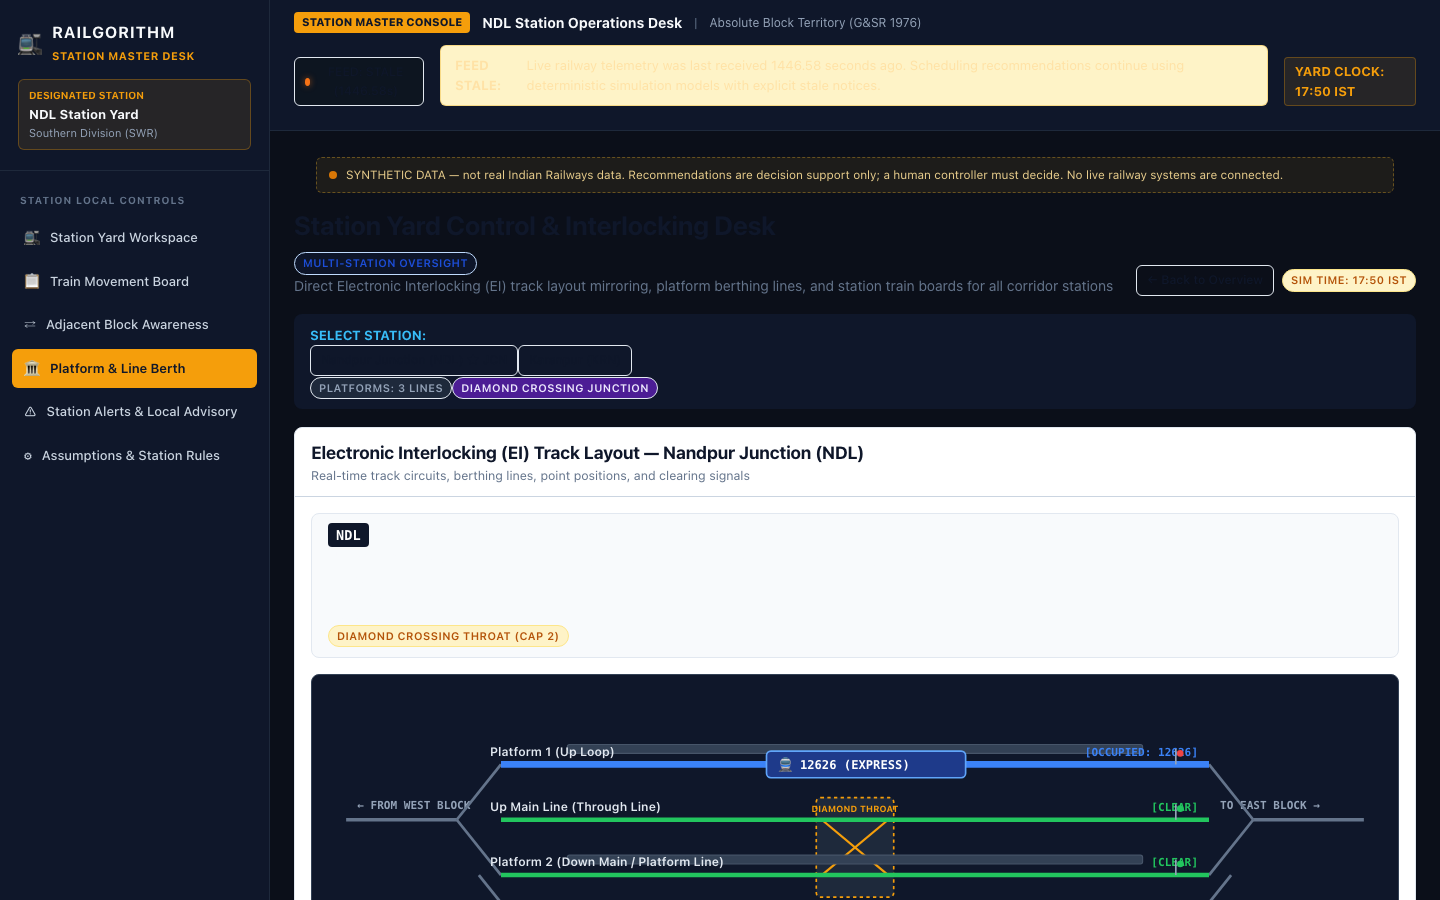 RAILGORITHM
STATION MASTER DESK
DESIGNATED STATION
NDL Station Yard
Southern Division (SWR)
STATION LOCAL CONTROLS
Station Yard Workspace
Train Movement Board
Adjacent Block Awareness
Platform & Line Berth
Station Alerts & Local Advisory
Assumptions & Station Rules
STATION MASTER CONSOLE NDL Station Operations Desk | Absolute Block Territory (G&SR 1976)
FEED STALE: Live railway telemetry was last received 1446.58 seconds ago. Scheduling recommendations continue using
deterministic simulation models with explicit stale notices.
YARD CLOCK:
17:50 IST
SYNTHETIC DATA — not real Indian Railways data. Recommendations are decision support only; a human controller must decide. No live railway systems are connected.
Station Yard Control & Interlocking Desk
MULTI-STATION OVERSIGHT
Direct Electronic Interlocking (EI) track layout mirroring, platform berthing lines, and station train boards for all corridor stations
← Back to Overview
SIM TIME: 17:50 IST
SELECT STATION:
PLATFORMS: 3 LINES
DIAMOND CROSSING JUNCTION
Electronic Interlocking (EI) Track Layout — Nandpur Junction (NDL)
Real-time track circuits, berthing lines, point positions, and clearing signals
NDL
DIAMOND CROSSING THROAT (CAP 2)
Platform 1 (Up Loop)
[OCCUPIED: 12626]
12626 (EXPRESS)
← FROM WEST BLOCK
Up Main Line (Through Line)
DIAMOND THROAT
[CLEAR]
TO EAST BLOCK →
Platform 2 (Down Main / Platform Line)
[CLEAR]